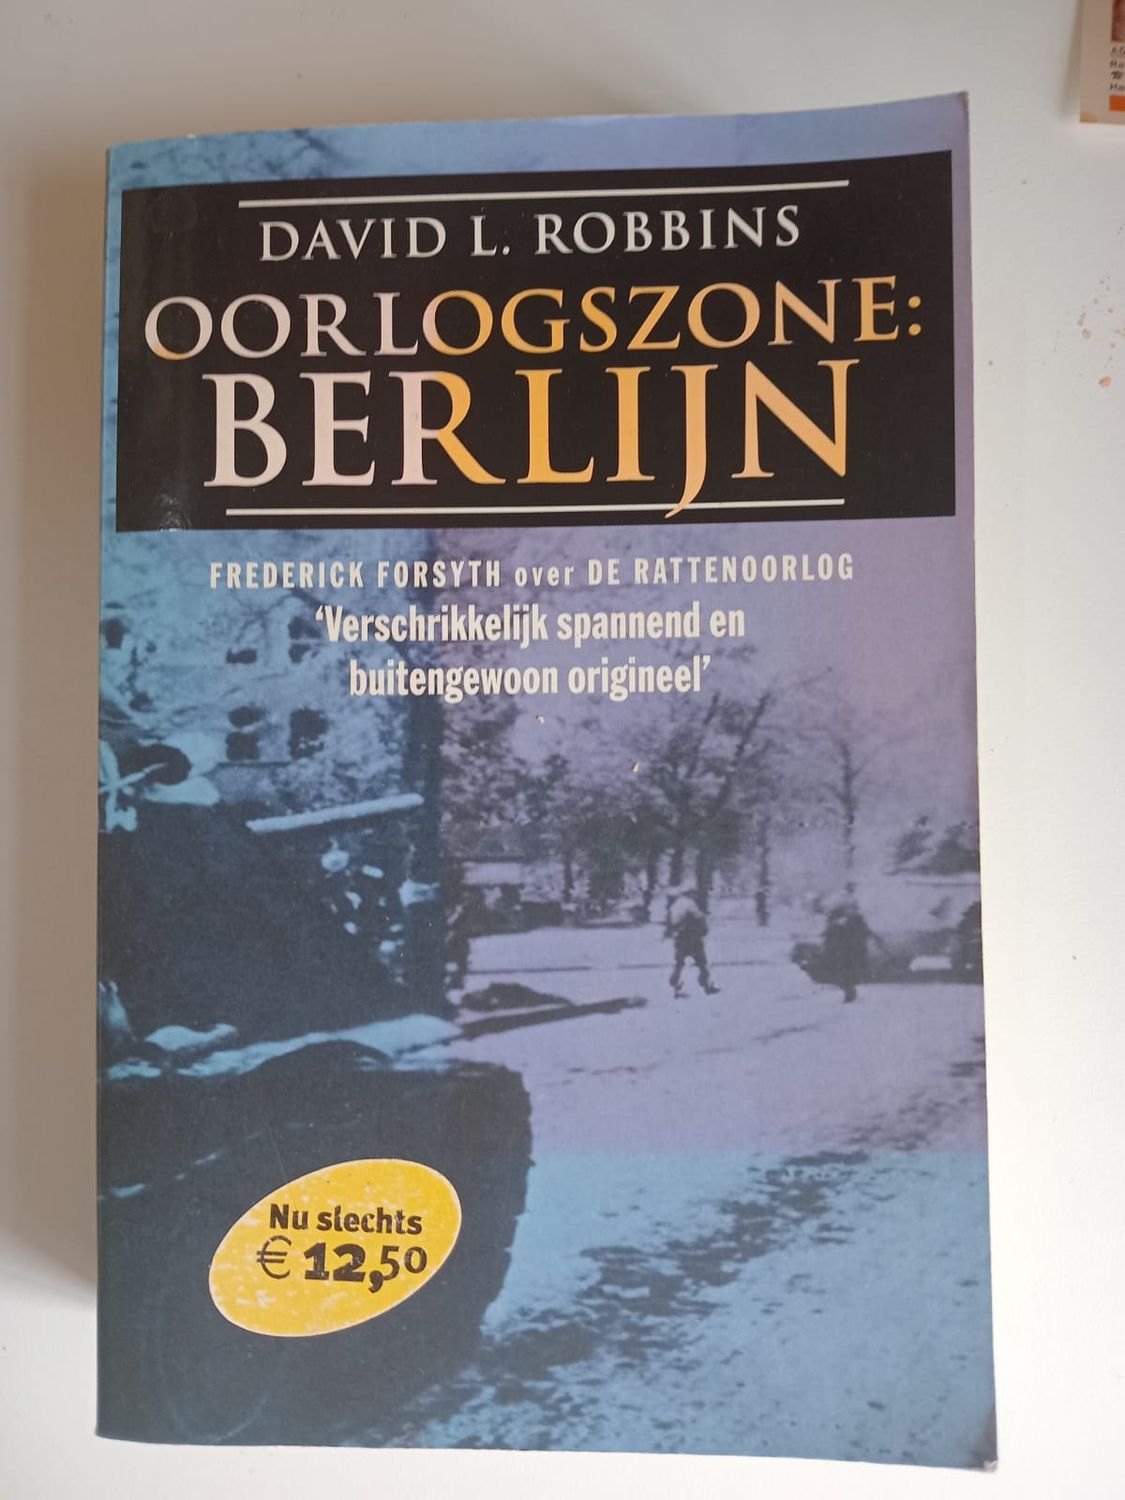 DAVID L. ROBBINS
OORLOGSZONE:
BERLIJN
FREDERICK FORSYTH over DE RATTENOORLOG
‘Verschrikkelijk spannend en
buitengewoon origineel’
Nu slechts
€ 12,50